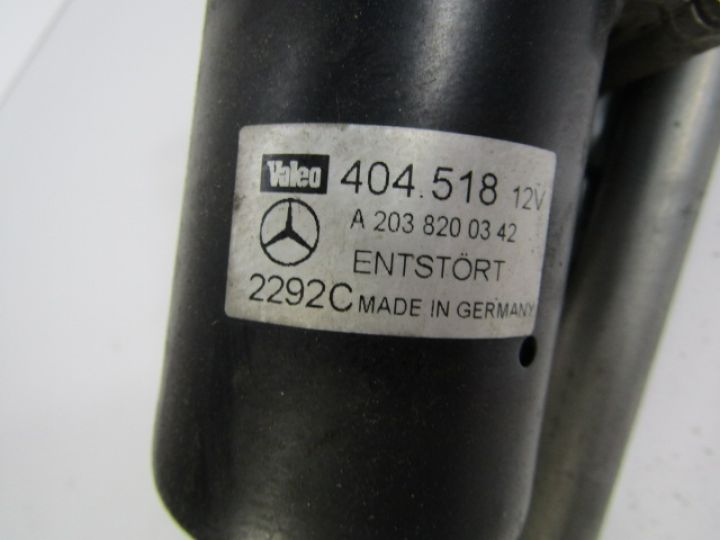 Valeo 404.518 12V
A 203 820 03 42
ENTSTÖRT
2292C MADE IN GERMANY